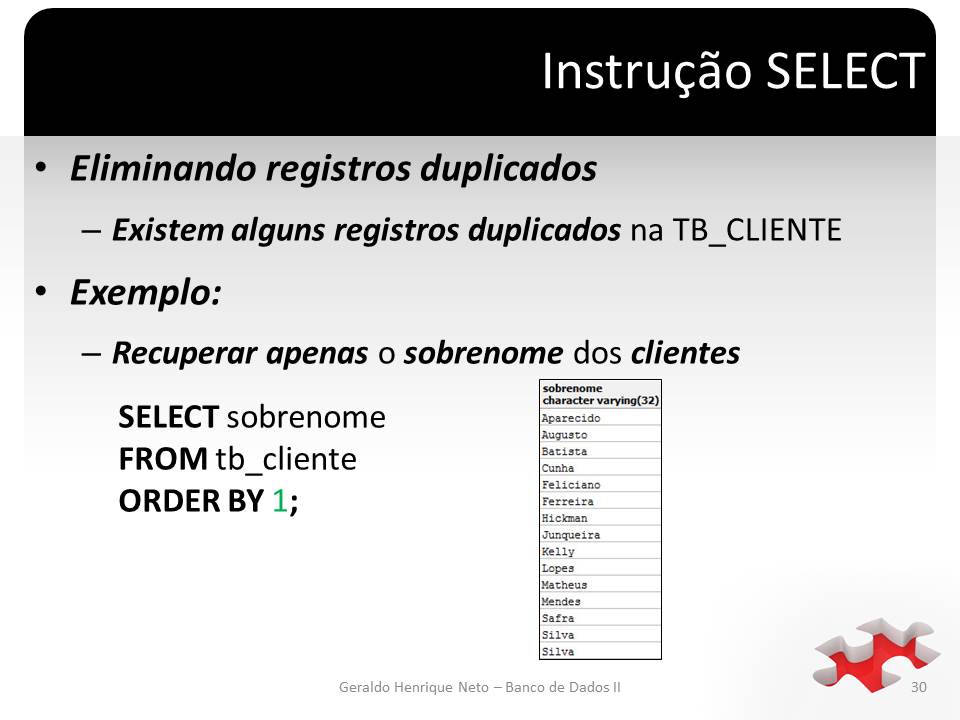 Instrução SELECT
• Eliminando registros duplicados
– Existem alguns registros duplicados na TB_CLIENTE
• Exemplo:
– Recuperar apenas o sobrenome dos clientes
SELECT sobrenome
FROM tb_cliente
ORDER BY 1;
sobrenome
character varying(32)
Aparecido
Augusto
Batista
Cunha
Feliciano
Ferreira
Hickman
Junqueira
Kelly
Lopes
Matheus
Mendes
Safra
Silva
Silva
Geraldo Henrique Neto – Banco de Dados II
30